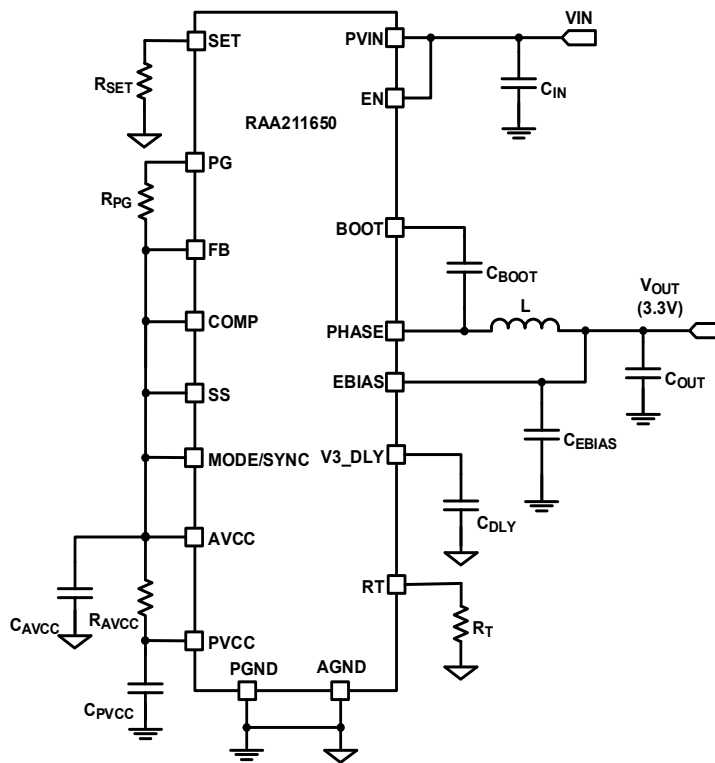 SET
PVIN
VIN
RSET
CIN
EN
RAA211650
PG
RPG
BOOT
FB
CBOOT
L
VOUT
(3.3V)
COMP
PHASE
EBIAS
COUT
SS
CEBIAS
MODE/SYNC
V3_DLY
CDLY
AVCC
RT
CAVCC
RAVCC
RT
PVCC
PGND
AGND
CPVCC